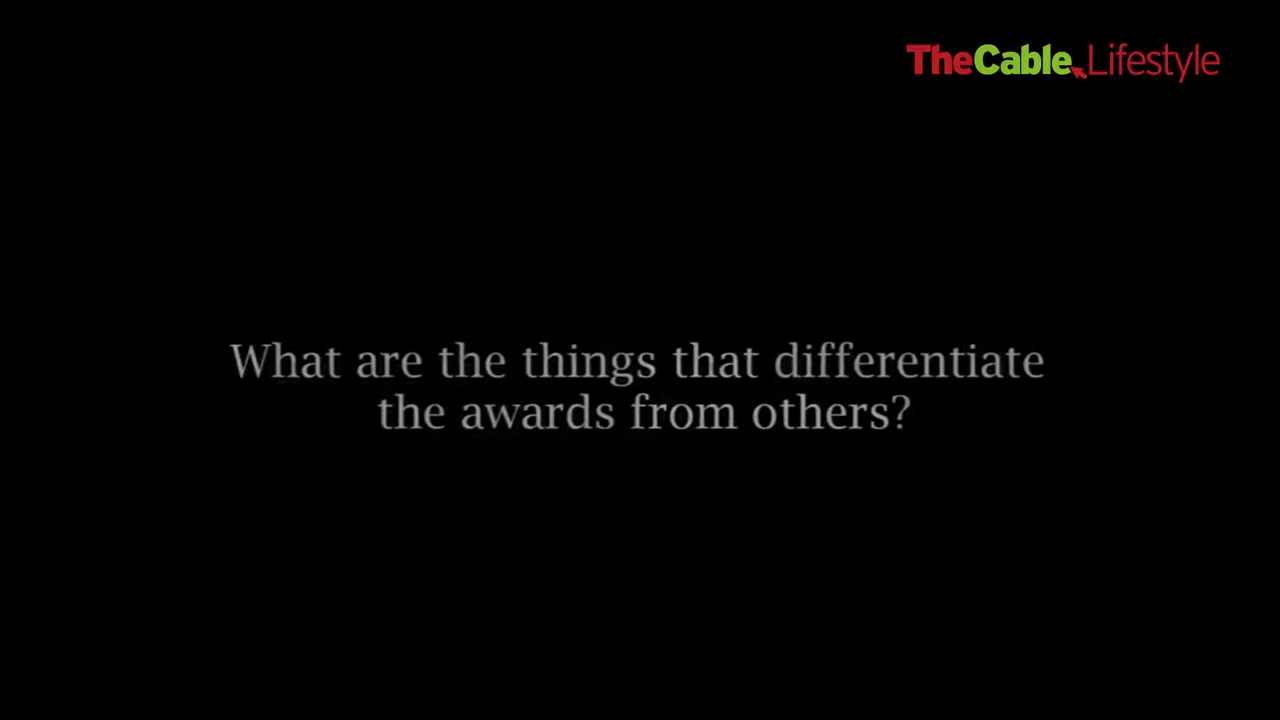 TheCable Lifestyle
What are the things that differentiate
the awards from others?